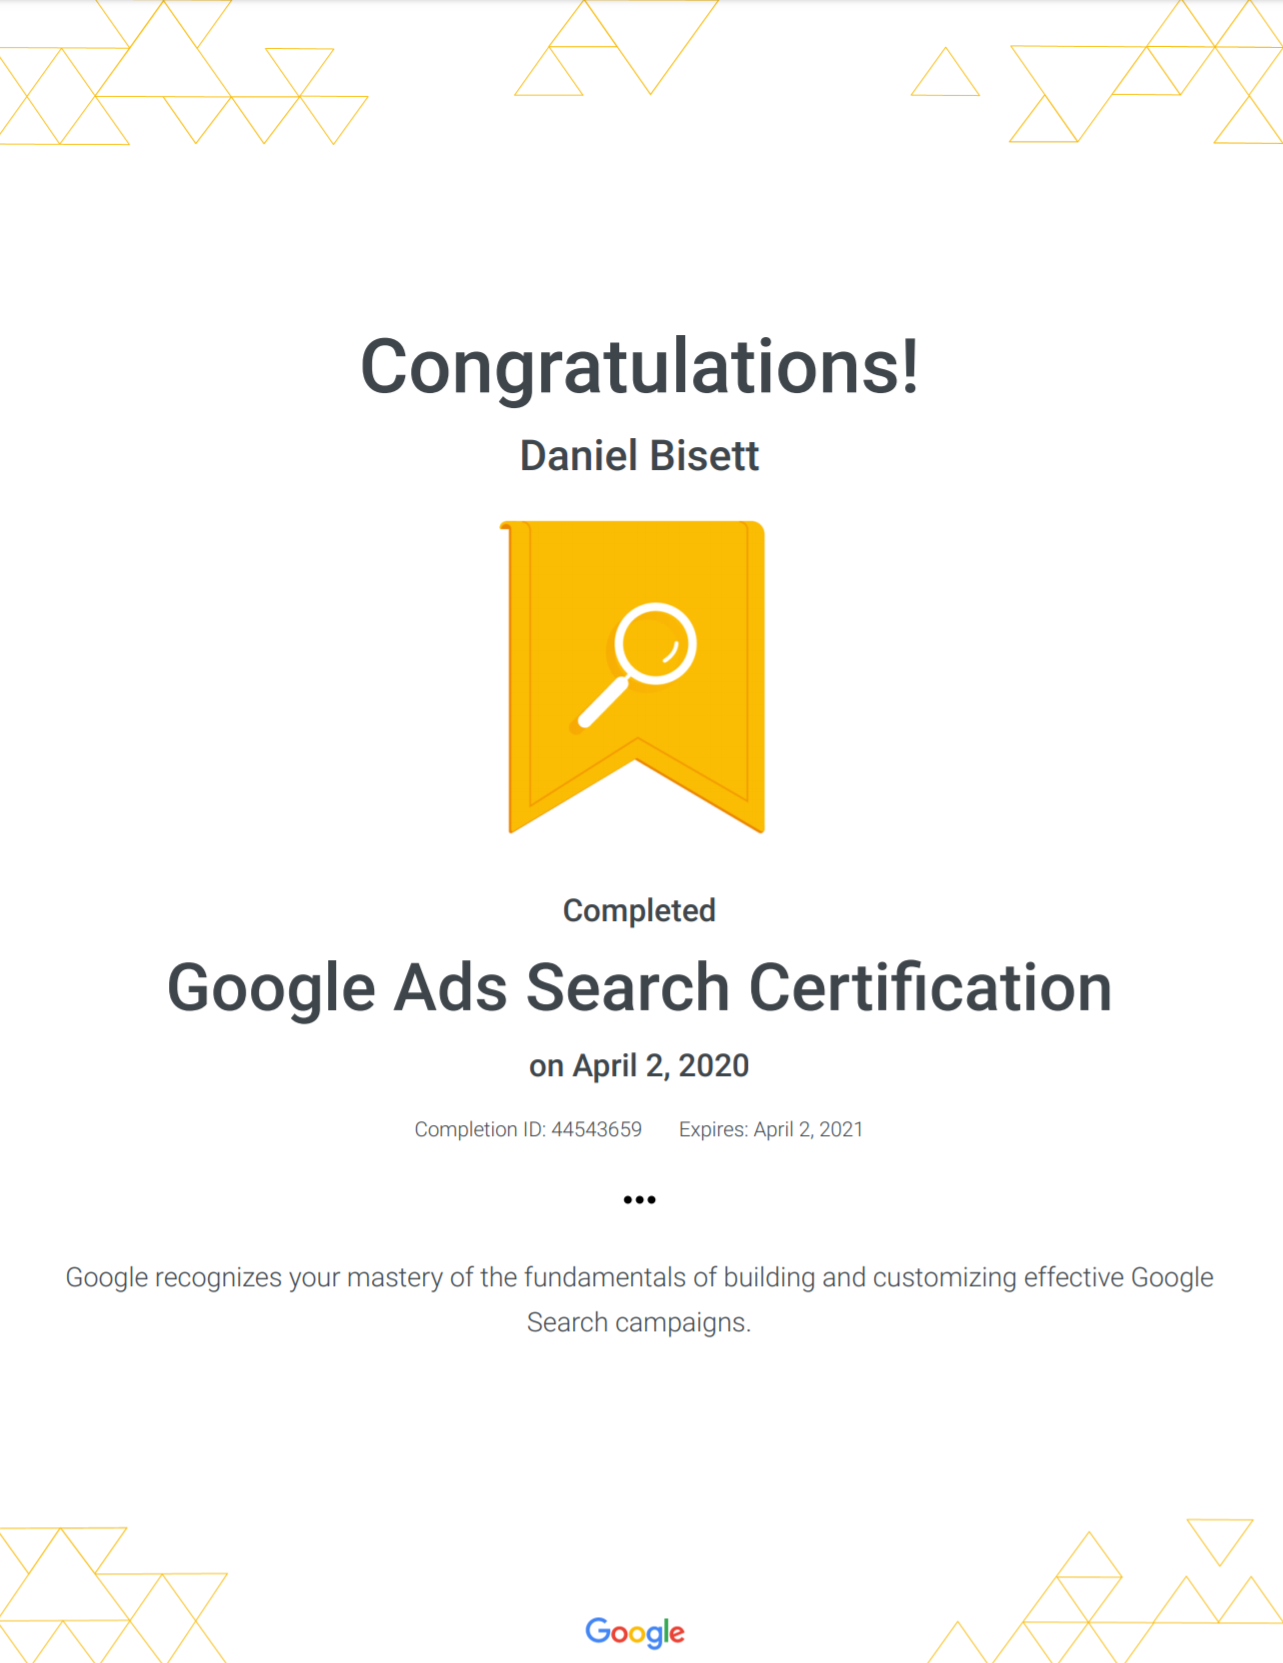 Congratulations!
Daniel Bisett
Completed
Google Ads Search Certification
on April 2, 2020
Completion ID: 44543659 Expires: April 2, 2021
•••
Google recognizes your mastery of the fundamentals of building and customizing effective Google
Search campaigns.
Google